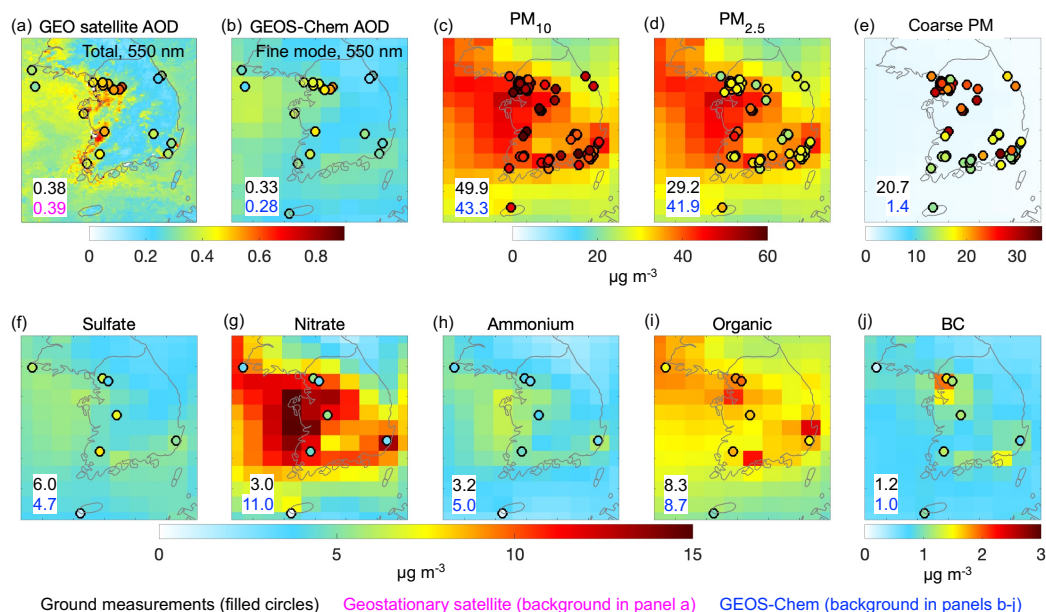 (a) GEO satellite AOD
Total, 550 nm
0.38
0.39
(b) GEOS-Chem AOD
Fine mode, 550 nm
0.33
0.28
0 0.2 0.4 0.6 0.8
(c) PM10
49.9
43.3
(d) PM2.5
29.2
41.9
0 20 40 60
µg m-3
(e) Coarse PM
20.7
1.4
0 10 20 30
µg m-3
(f) Sulfate
6.0
4.7
(g) Nitrate
3.0
11.0
(h) Ammonium
3.2
5.0
(i) Organic
8.3
8.7
0 5 10 15
µg m-3
(j) BC
1.2
1.0
0 1 2 3
µg m-3
Ground measurements (filled circles) Geostationary satellite (background in panel a) GEOS-Chem (background in panels b-j)